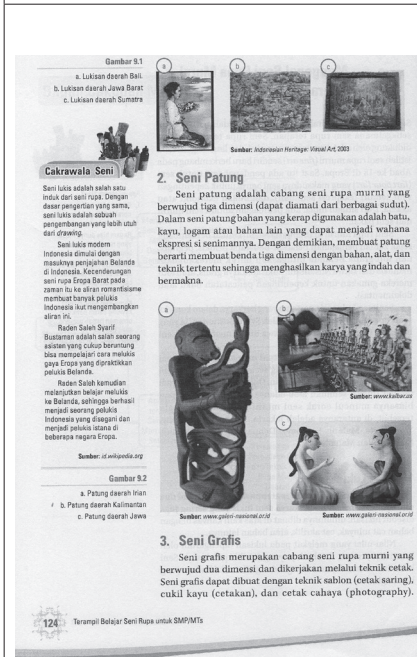 Gambar 9.1
a. Lukisan daerah Bali
b. Lukisan daerah Jawa Barat
c. Lukisan daerah Sumatra
a
b
c
Sumber: Indonesian Heritage: Visual Art, 2003
Cakrawala Seni
Seni lukis adalah salah satu
induk dari seni rupa. Dengan
dasar pengertian yang sama,
seni lukis adalah sebuah
pengembangan yang lebih utuh
dari drawing.
Seni lukis modern
Indonesia dimulai dengan
masuknya penjajahan Belanda
di Indonesia. Kecenderungan
seni rupa Eropa Barat pada
zaman itu ke aliran romantisisme
membuat banyak pelukis
Indonesia ikut mengembangkan
aliran ini.
Raden Saleh Syarif
Bustaman adalah salah seorang
asisten yang cukup beruntung
bisa mempelajari cara melukis
gaya Eropa yang dipraktikkan
pelukis Belanda.
Raden Saleh kemudian
melanjutkan belajar melukis
ke Belanda, sehingga berhasil
menjadi seorang pelukis
Indonesia yang disegani dan
menjadi pelukis istana di
beberapa negara Eropa.
Sumber: id.wikipedia.org
Gambar 9.2
a. Patung daerah Irian
b. Patung daerah Kalimantan
c. Patung daerah Jawa
2. Seni Patung
Seni patung adalah cabang seni rupa murni yang
berwujud tiga dimensi (dapat diamati dari berbagai sudut).
Dalam seni patung bahan yang kerap digunakan adalah batu,
kayu, logam atau bahan lain yang dapat menjadi wahana
ekspresi si senimannya. Dengan demikian, membuat patung
berarti membuat benda tiga dimensi dengan bahan, alat, dan
teknik tertentu sehingga menghasilkan karya yang indah dan
bermakna.
a
b
Sumber: www.kalbar.us
c
Sumber: www.galeri-nasional.or.id
Sumber: www.galeri-nasional.or.id
3. Seni Grafis
Seni grafis merupakan cabang seni rupa murni yang
berwujud dua dimensi dan dikerjakan melalui teknik cetak.
Seni grafis dapat dibuat dengan teknik sablon (cetak saring),
cukil kayu (cetakan), dan cetak cahaya (photography).
124 Terampil Belajar Seni Rupa untuk SMP/MTs